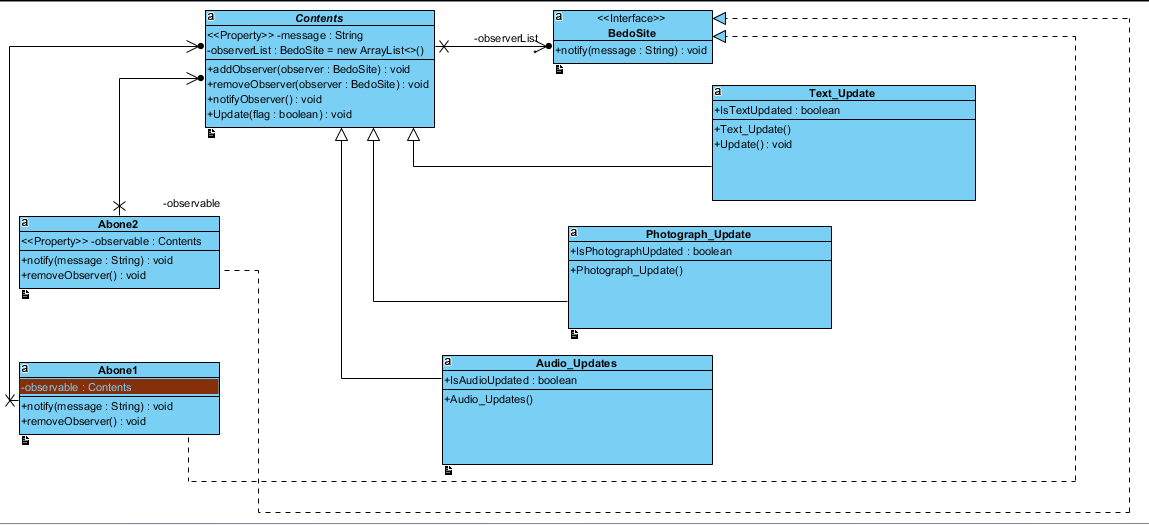 a
Contents
<<Property>> -message : String
-observerList : BedoSite = new ArrayList<>()
+addObserver(observer : BedoSite) : void
+removeObserver(observer : BedoSite) : void
+notifyObserver() : void
+Update(flag : boolean) : void
-observerList
a
<<Interface>>
BedoSite
+notify(message : String) : void
a
Text_Update
+IsTextUpdated : boolean
+Text_Update()
+Update() : void
-observable
a
Abone2
<<Property>> -observable : Contents
+notify(message : String) : void
+removeObserver() : void
a
Photograph_Update
+IsPhotographUpdated : boolean
+Photograph_Update()
a
Abone1
-observable : Contents
+notify(message : String) : void
+removeObserver() : void
a
Audio_Updates
+IsAudioUpdated : boolean
+Audio_Updates()